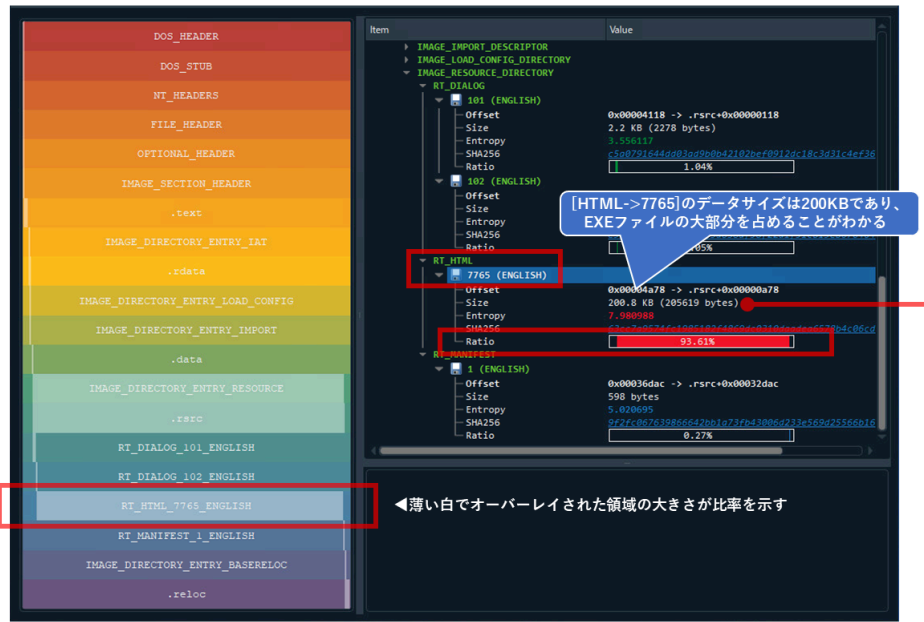 DOS_HEADER
DOS_STUB
NT_HEADERS
FILE_HEADER
OPTIONAL_HEADER
IMAGE_SECTION_HEADER
.text
IMAGE_DIRECTORY_ENTRY_IAT
.rdata
IMAGE_DIRECTORY_ENTRY_LOAD_CONFIG
IMAGE_DIRECTORY_ENTRY_IMPORT
.data
IMAGE_DIRECTORY_ENTRY_RESOURCE
.rsrc
RT_DIALOG_101_ENGLISH
RT_DIALOG_102_ENGLISH
RT_HTML_7765_ENGLISH
RT_MANIFEST_1_ENGLISH
IMAGE_DIRECTORY_ENTRY_BASERELOC
.reloc
Item Value
IMAGE_IMPORT_DESCRIPTOR
IMAGE_LOAD_CONFIG_DIRECTORY
IMAGE_RESOURCE_DIRECTORY
RT_DIALOG
101 (ENGLISH)
Offset 0x00004118 -> .rsrc+0x00000118
Size 2.2 KB (2278 bytes)
Entropy 3.556117
SHA256
Ratio 1.04%
102 (ENGLISH)
Offset
Size
Entropy
SHA256
Ratio
[HTML->7765]のデータサイズは200KBであり、
EXEファイルの大部分を占めることがわかる
RT_HTML
7765 (ENGLISH)
Offset 0x00004a78 -> .rsrc+0x00000a78
Size 200.8 KB (205619 bytes)
Entropy 7.980988
SHA256
Ratio 93.61%
RT_MANIFEST
1 (ENGLISH)
Offset 0x00036dac -> .rsrc+0x00032dac
Size 598 bytes
Entropy 5.020695
SHA256
Ratio 0.27%
◀薄い白でオーバーレイされた領域の大きさが比率を示す